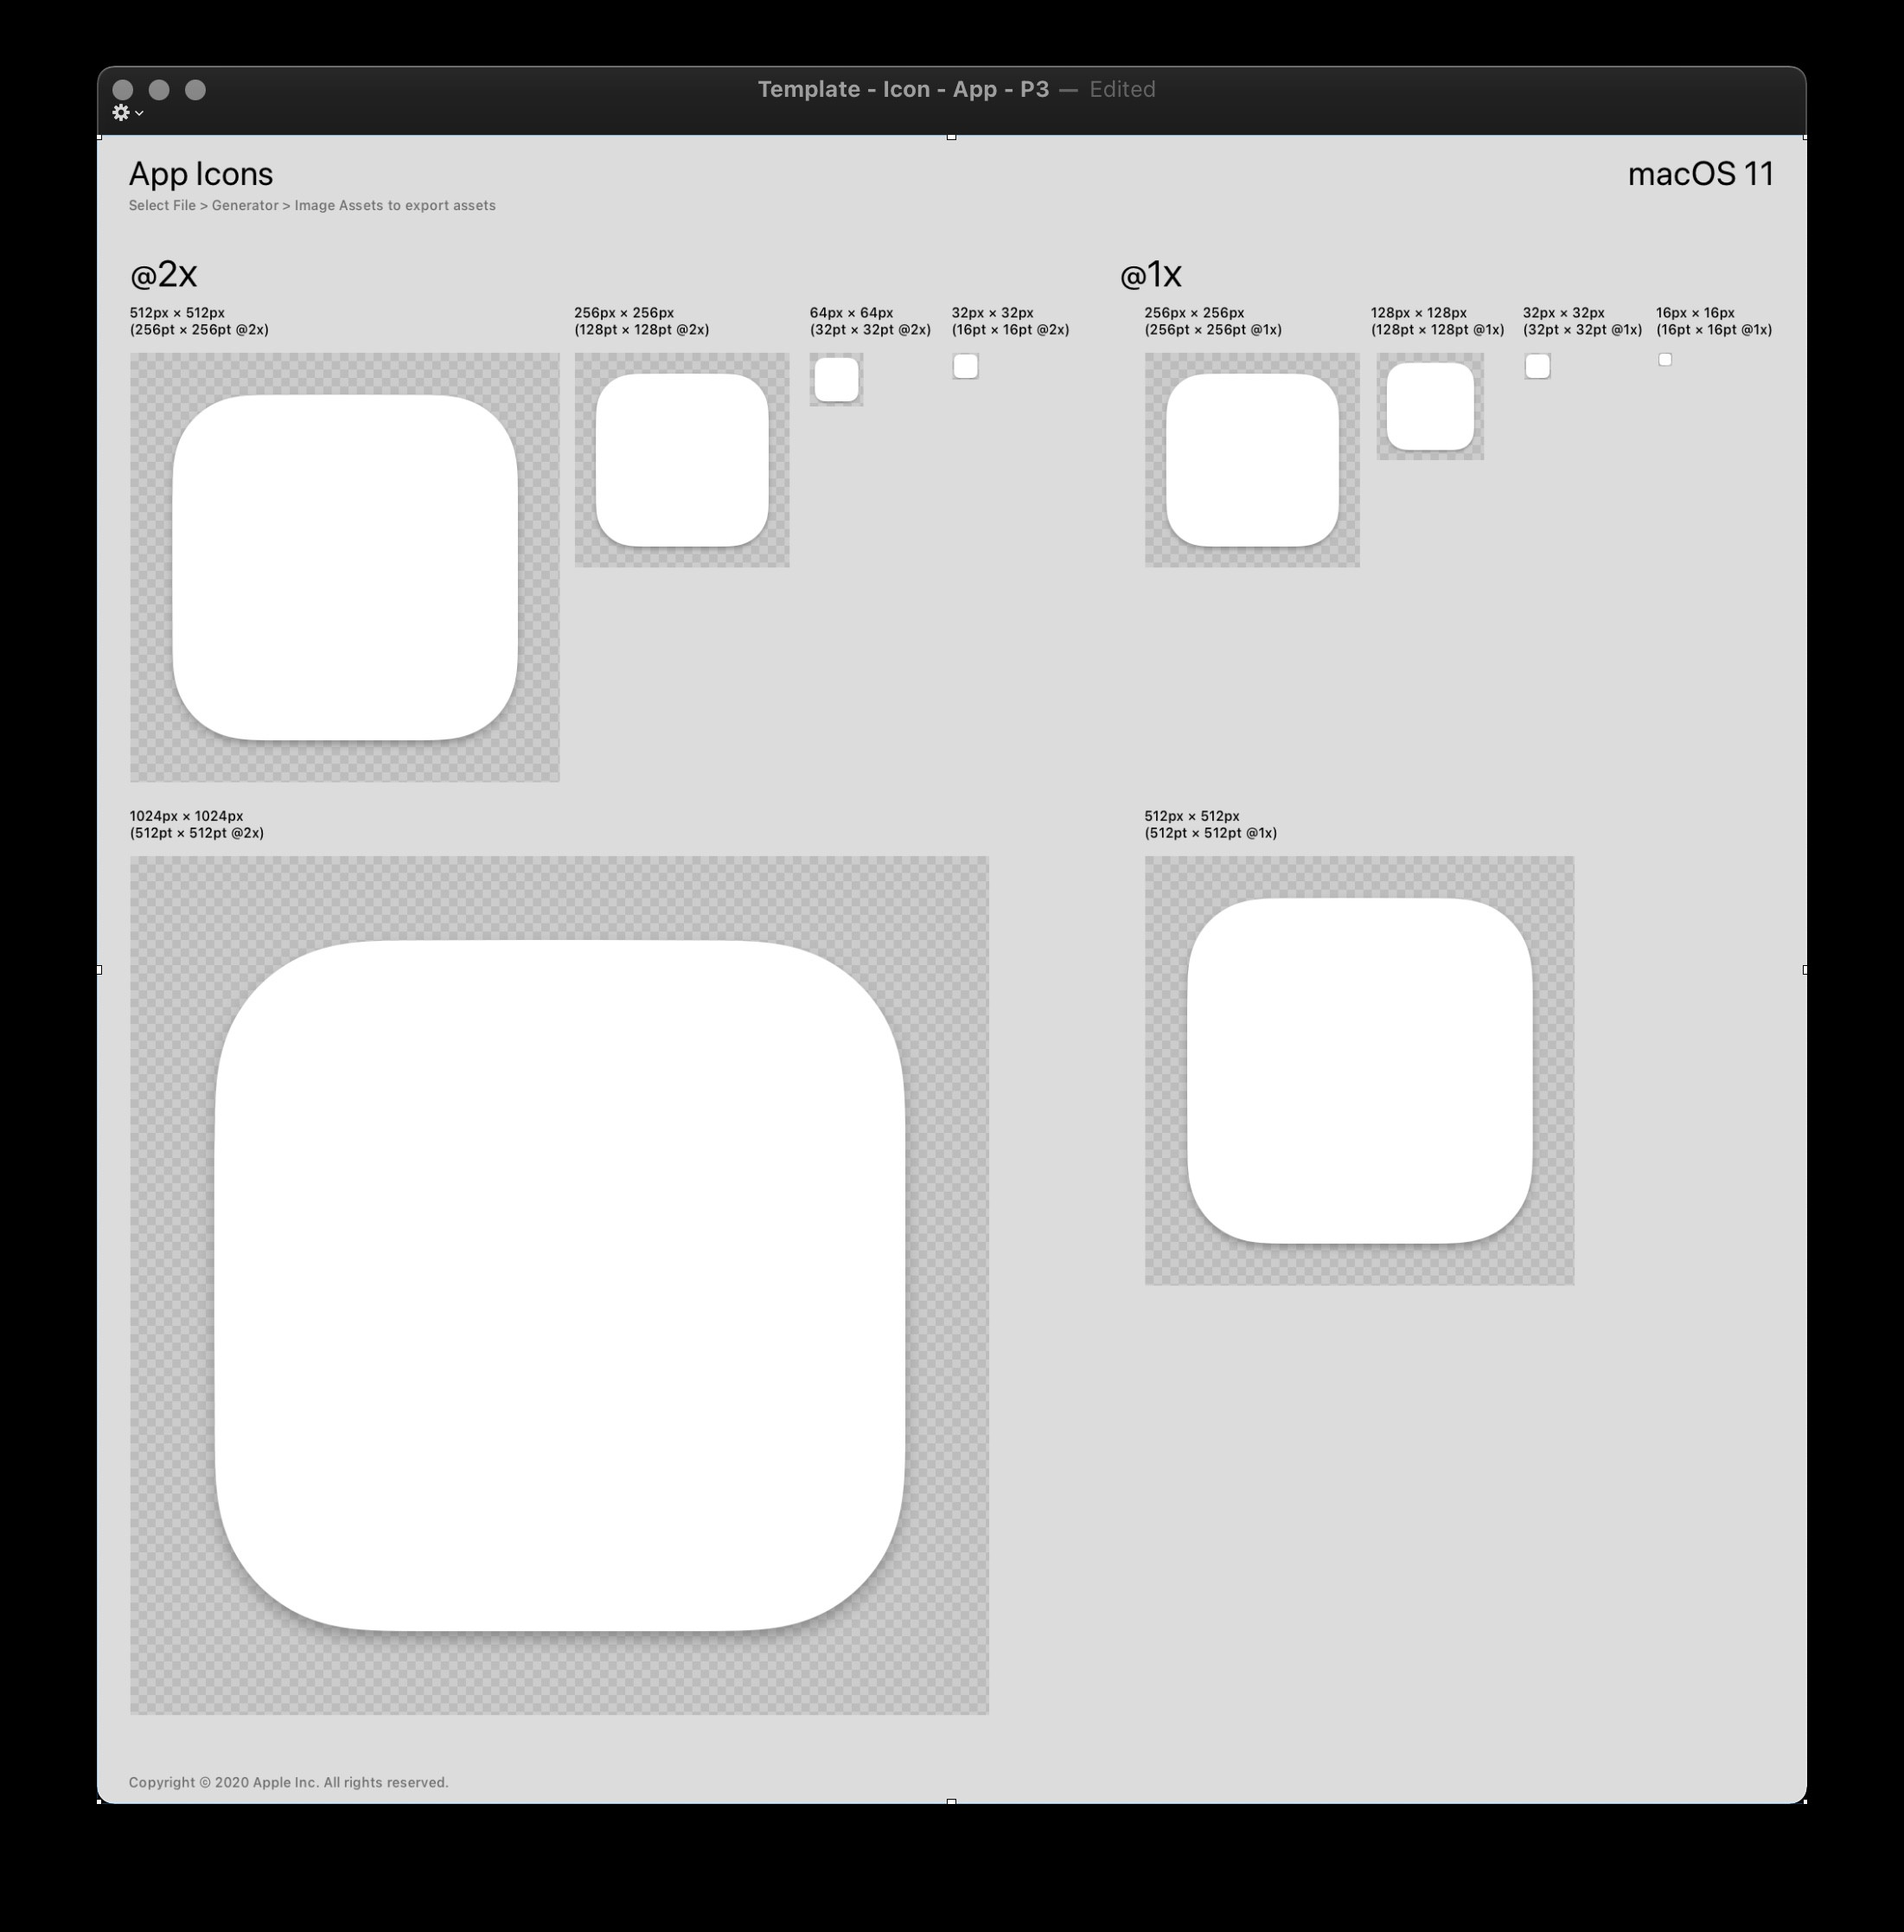 Template - Icon - App - P3 — Edited
App Icons
macOS 11
Select File > Generator > Image Assets to export assets
@2x
@1x
512px × 512px
(256pt × 256pt @2x)
256px × 256px
(128pt × 128pt @2x)
64px × 64px
(32pt × 32pt @2x)
32px × 32px
(16pt × 16pt @2x)
256px × 256px
(256pt × 256pt @1x)
128px × 128px
(128pt × 128pt @1x)
32px × 32px
(32pt × 32pt @1x)
16px × 16px
(16pt × 16pt @1x)
1024px × 1024px
(512pt × 512pt @2x)
512px × 512px
(512pt × 512pt @1x)
Copyright © 2020 Apple Inc. All rights reserved.